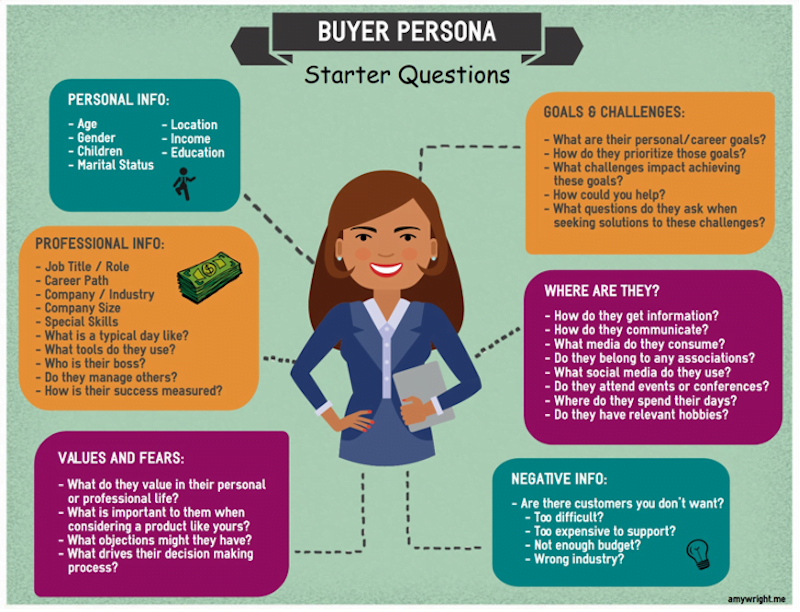 BUYER PERSONA
Starter Questions
PERSONAL INFO:
- Age
- Gender
- Children
- Marital Status
- Location
- Income
- Education
PROFESSIONAL INFO:
- Job Title / Role
- Career Path
- Company / Industry
- Company Size
- Special Skills
- What is a typical day like?
- What tools do they use?
- Who is their boss?
- Do they manage others?
- How is their success measured?
VALUES AND FEARS:
- What do they value in their personal
or professional life?
- What is important to them when
considering a product like yours?
- What objections might they have?
- What drives their decision making
process?
GOALS & CHALLENGES:
- What are their personal/career goals?
- How do they prioritize those goals?
- What challenges impact achieving
these goals?
- How could you help?
- What questions do they ask when
seeking solutions to these challenges?
WHERE ARE THEY?
- How do they get information?
- How do they communicate?
- What media do they consume?
- Do they belong to any associations?
- What social media do they use?
- Do they attend events or conferences?
- Where do they spend their days?
- Do they have relevant hobbies?
NEGATIVE INFO:
- Are there customers you don't want?
- Too difficult?
- Too expensive to support?
- Not enough budget?
- Wrong industry?
amywright.me